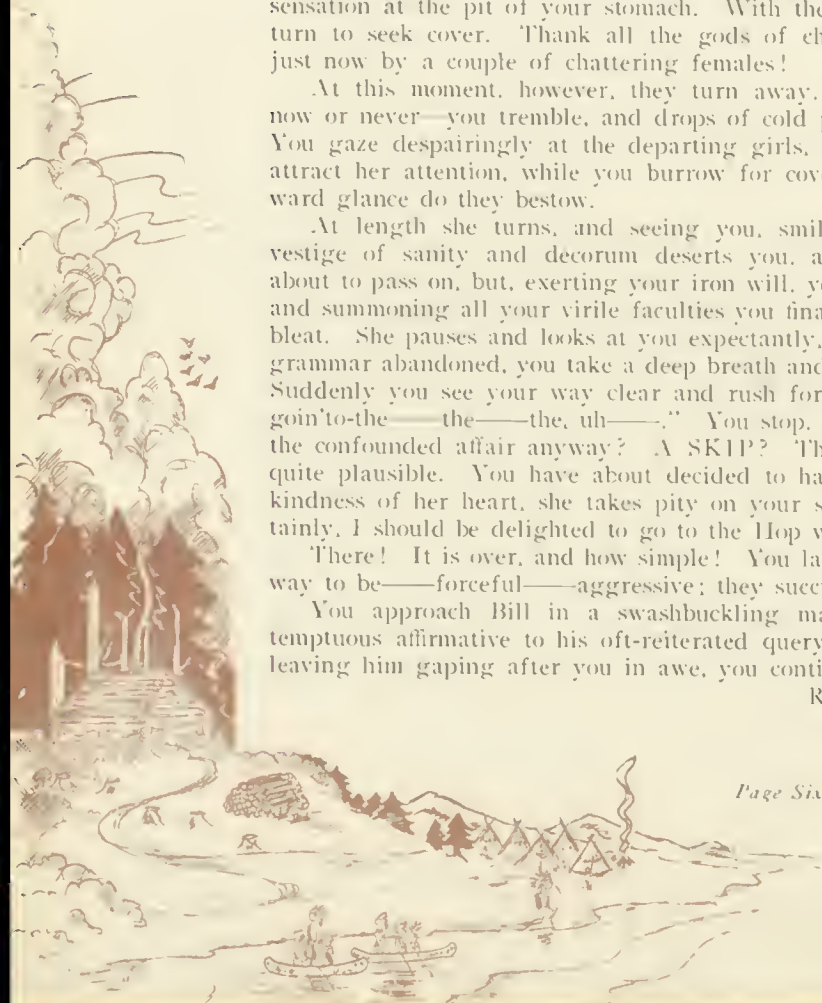 sensation at the pit of your stomach. With the
turn to seek cover. Thank all the gods of ch
just now by a couple of chattering females!
At this moment, however, they turn away.
now or never—you tremble, and drops of cold
You gaze despairingly at the departing girls,
attract her attention, while you burrow for cov
ward glance do they bestow.
At length she turns, and seeing you, smil
vestige of sanity and decorum deserts you, a
about to pass on, but, exerting your iron will, y
and summoning all your virile faculties you fina
bleat. She pauses and looks at you expectantly.
grammar abandoned, you take a deep breath and
Suddenly you see your way clear and rush for
goin'to-the——the——the, uh——." You stop.
the confounded affair anyway? A SKIP? Th
quite plausible. You have about decided to ha
kindness of her heart, she takes pity on your s
tainly, I should be delighted to go to the Hop w
There! It is over, and how simple! You la
way to be——forceful——aggressive; they succ
You approach Bill in a swashbuckling ma
temptuous affirmative to his oft-reiterated query
leaving him gaping after you in awe, you conti
R
Page Six